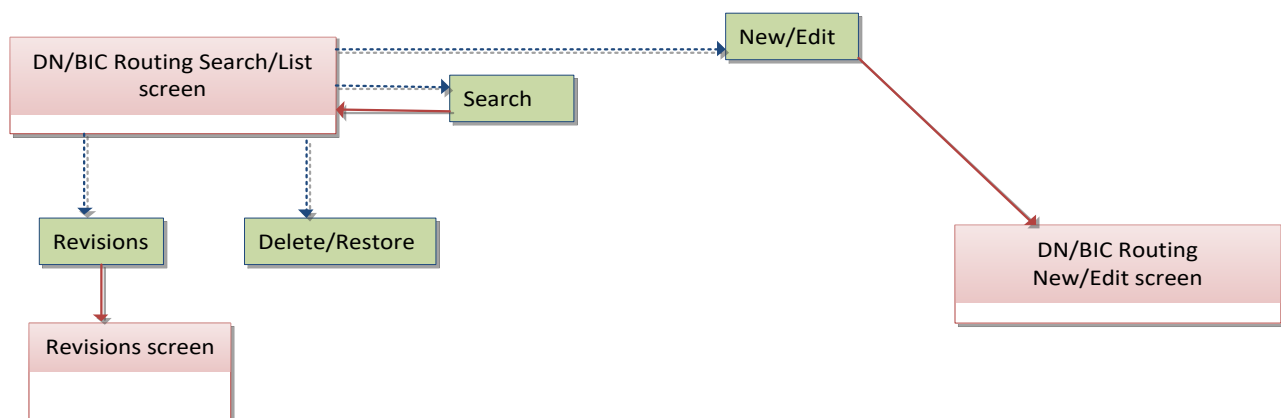 New/Edit
DN/BIC Routing Search/List
screen
Search
Revisions
Delete/Restore
DN/BIC Routing
New/Edit screen
Revisions screen